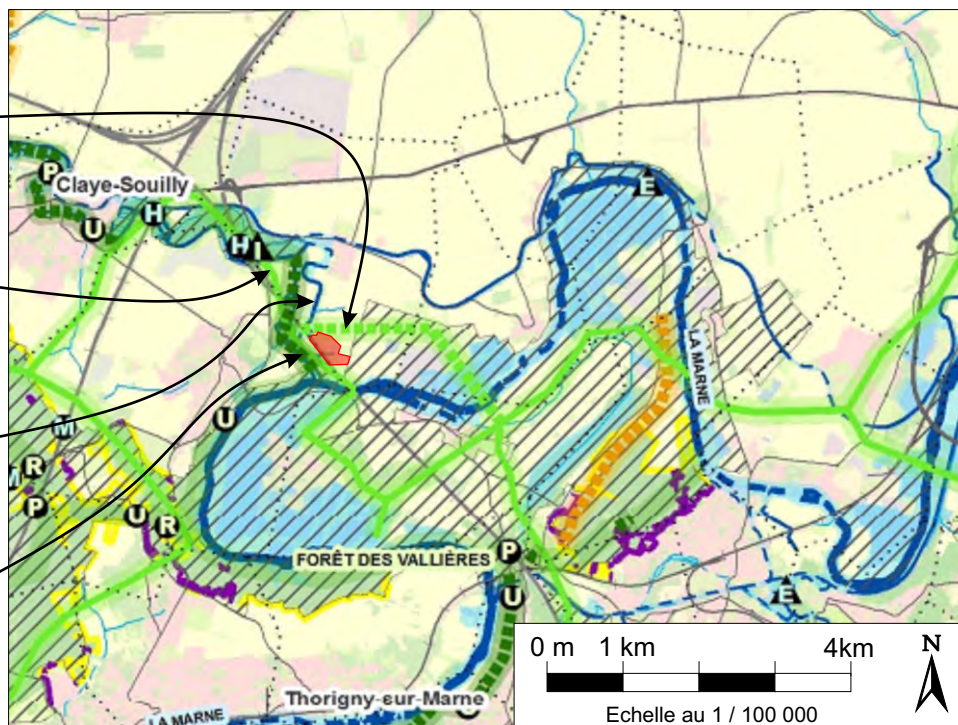 P
Claye-Souilly
U
H
H
I
E
LA MARNE
U
M
R
M
P
U
R
FORÊT DES VALLIÈRES
P
U
E
Thorigny-sur-Marne
LA MARNE
0 m 1 km 4km
N
Echelle au 1 / 100 000